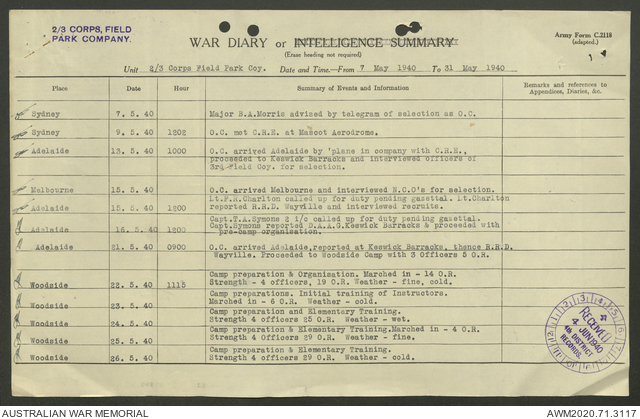 2/3 CORPS, FIELD
PARK COMPANY.
Army Form C.2118
(adapted.)
WAR DIARY or INTELLIGENCE SUMMARY
(Erase heading not required)
Unit 2/3 Corps Field Park Coy. Date and Time.—From 7 May 1940 To 31 May 1940
Place Date Hour Summary of Events and Information Remarks and references to
Appendices, Diaries, &c.
Sydney 7. 5. 40 Major B.A.Morris advised by telegram of selection as O.C.
Sydney 9. 5. 40 1202 O.C. met C.R.E. at Mascot Aerodrome.
Adelaide 13. 5. 40 1000 O.C. arrived Adelaide by 'plane in company with C.R.E.,
proceeded to Keswick Barracks and interviewed officers of
3rd Field Coy. for selection.
Melbourne 15. 5. 40 O.C. arrived Melbourne and interviewed N.C.O's for selection.
Lt.F.R.Charlton called up for duty pending gazettal. Lt.Charlton
Adelaide 15. 5. 40 1200 reported R.R.D. Wayville and interviewed recruits.
Capt.T.A.Symons 2 i/c called up for duty pending gazettal.
Adelaide 16. 5. 40 1200 Capt.Symons reported D.A.A.G.Keswick Barracks & proceeded with
pre-camp organisation.
Adelaide 21. 5. 40 0900 O.C. arrived Adelaide,reported at Keswick Barracks, thence R.R.D.
Wayville. Proceeded to Woodside Camp with 3 Officers 5 O.R.
Camp preparation & Organisation. Marched in - 14 O.R.
Woodside 22. 5. 40 1115 Strength - 4 officers, 19 O.R. Weather - fine, cold.
Camp preparations. Initial training of Instructors.
Woodside 23. 5. 40 Marched in - 6 O.R. Weather - cold.
Camp preparation and Elementary Training.
Woodside 24. 5. 40 Strength 4 officers 25 O.R. Weather - wet.
Camp preparation & Elementary Training.Marched in - 4 O.R.
Woodside 25. 5. 40 Strength 4 officers 29 O.R. Weather - fine.
Camp preparation & Elementary Training.
Woodside 26. 5. 40 Strength 4 officers 29 O.R. Weather - cold.
RECEIVED
JUN 1940
4th DISTRICT
RECORDS
AUSTRALIAN WAR MEMORIAL AWM2020.71.3117